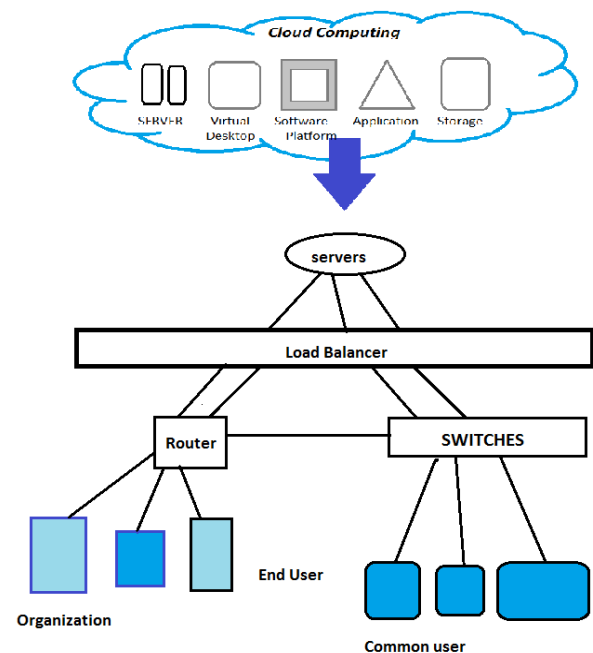 Cloud Computing
SERVER
Virtual
Desktop
Software
Platform
Application
Storage
servers
Load Balancer
Router
SWITCHES
End User
Organization
Common user